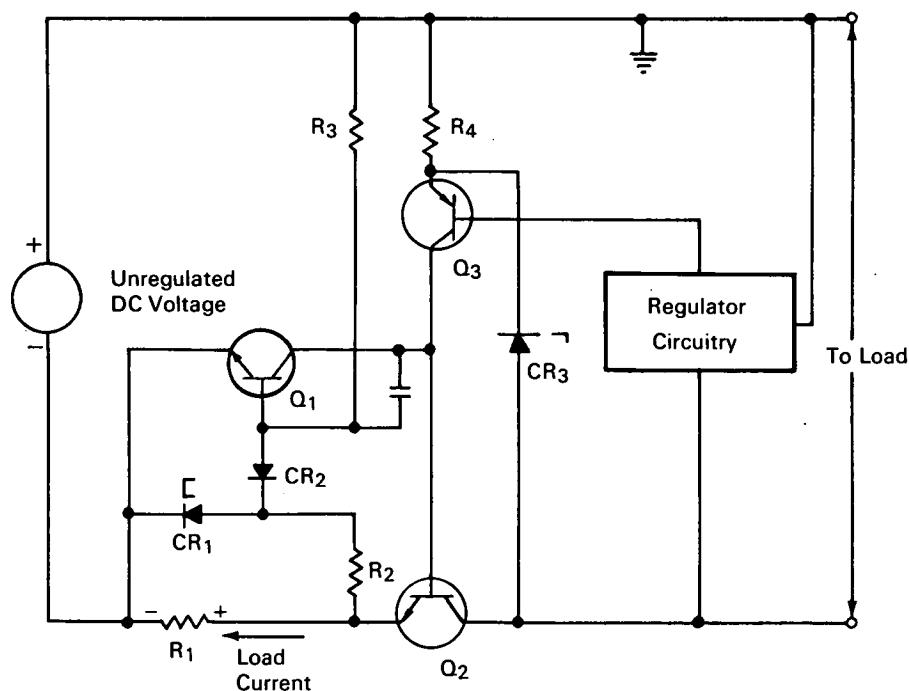 R3
R4
+
Q3
Unregulated
DC Voltage
−
Regulator
Circuitry
To Load
Q1
CR3
CR2
CR1
R2
−
+
R1
Load
Current
Q2